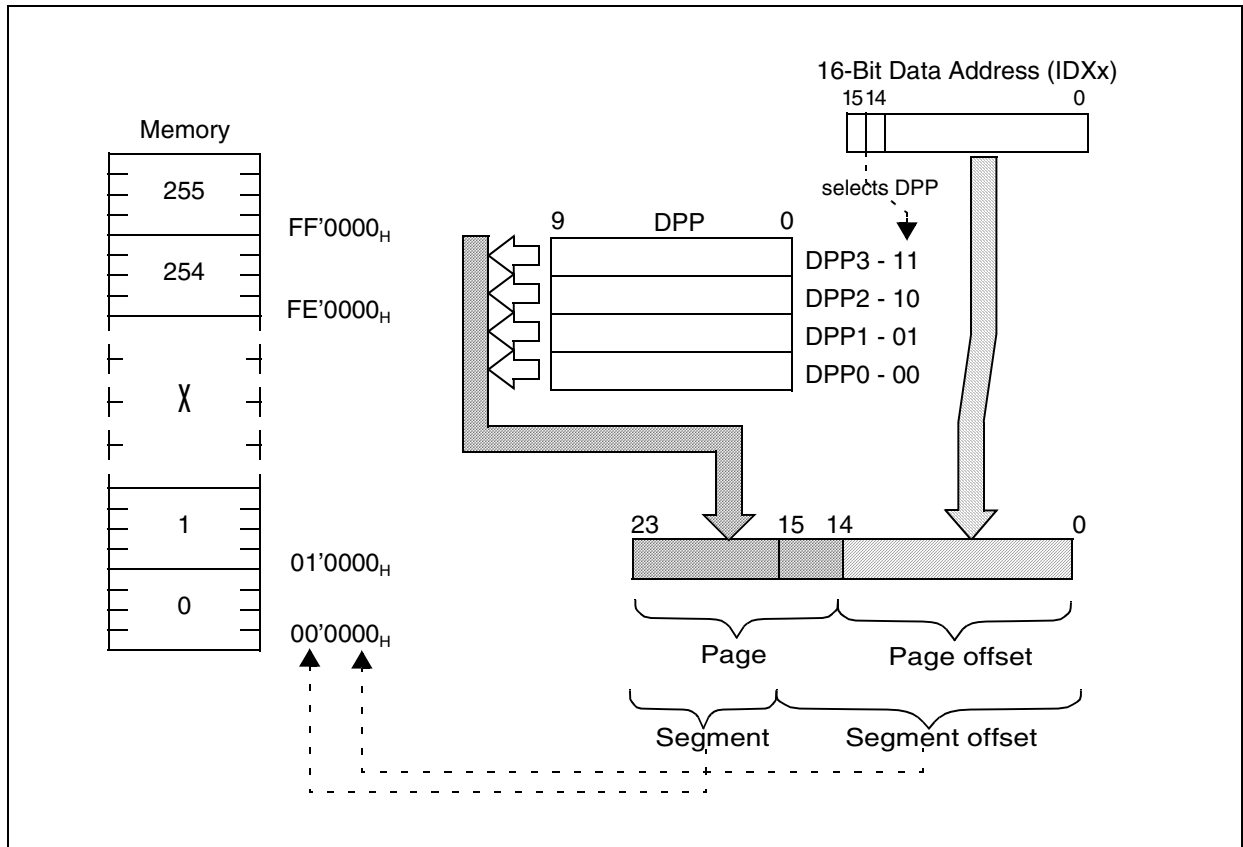 16-Bit Data Address (IDXx)
15 14 0
Memory
255
selects DPP
9 DPP 0
FF'0000H
DPP3 - 11
254
DPP2 - 10
FE'0000H
DPP1 - 01
DPP0 - 00
X
1
23 15 14 0
01'0000H
0
00'0000H
Page Page offset
Segment Segment offset